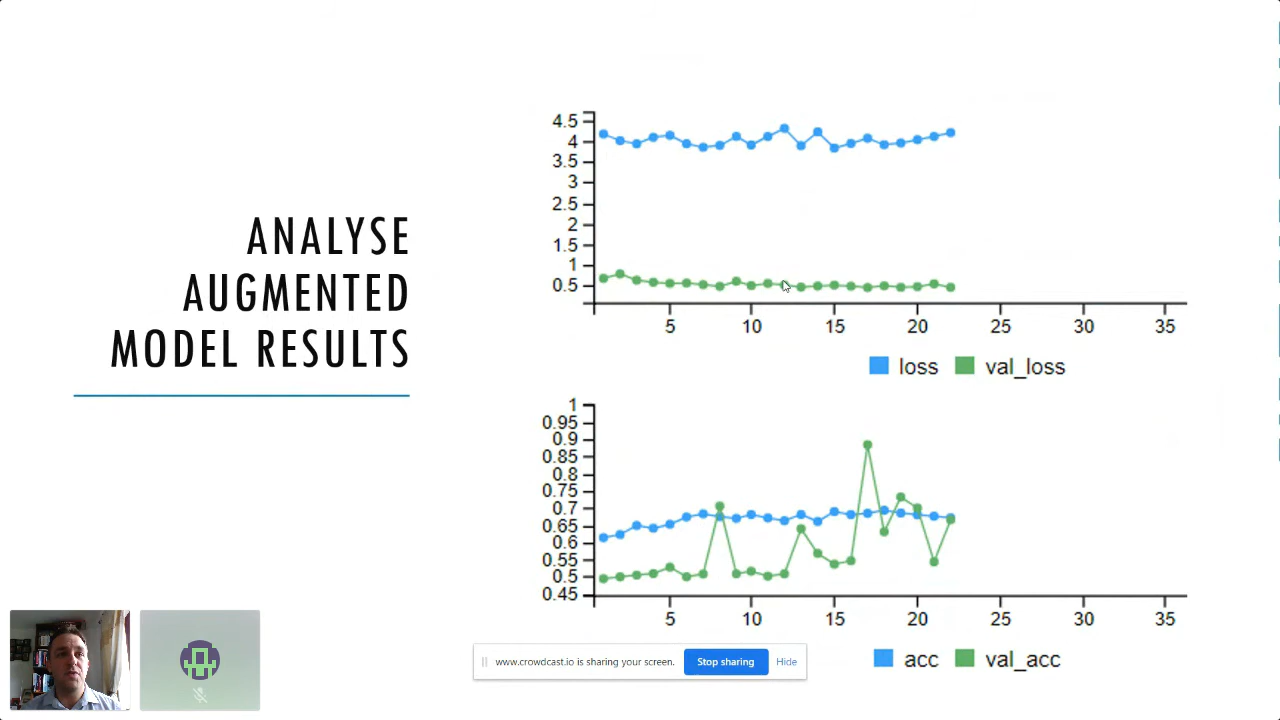 ANALYSE
AUGMENTED
MODEL RESULTS
4.5
4
3.5
3
2.5
2
1.5
1
0.5
5 10 15 20 25 30 35
loss val_loss
1
0.95
0.9
0.85
0.8
0.75
0.7
0.65
0.6
0.55
0.5
0.45
5 10 15 20 25 30 35
acc val_acc
www.crowdcast.io is sharing your screen. Stop sharing Hide